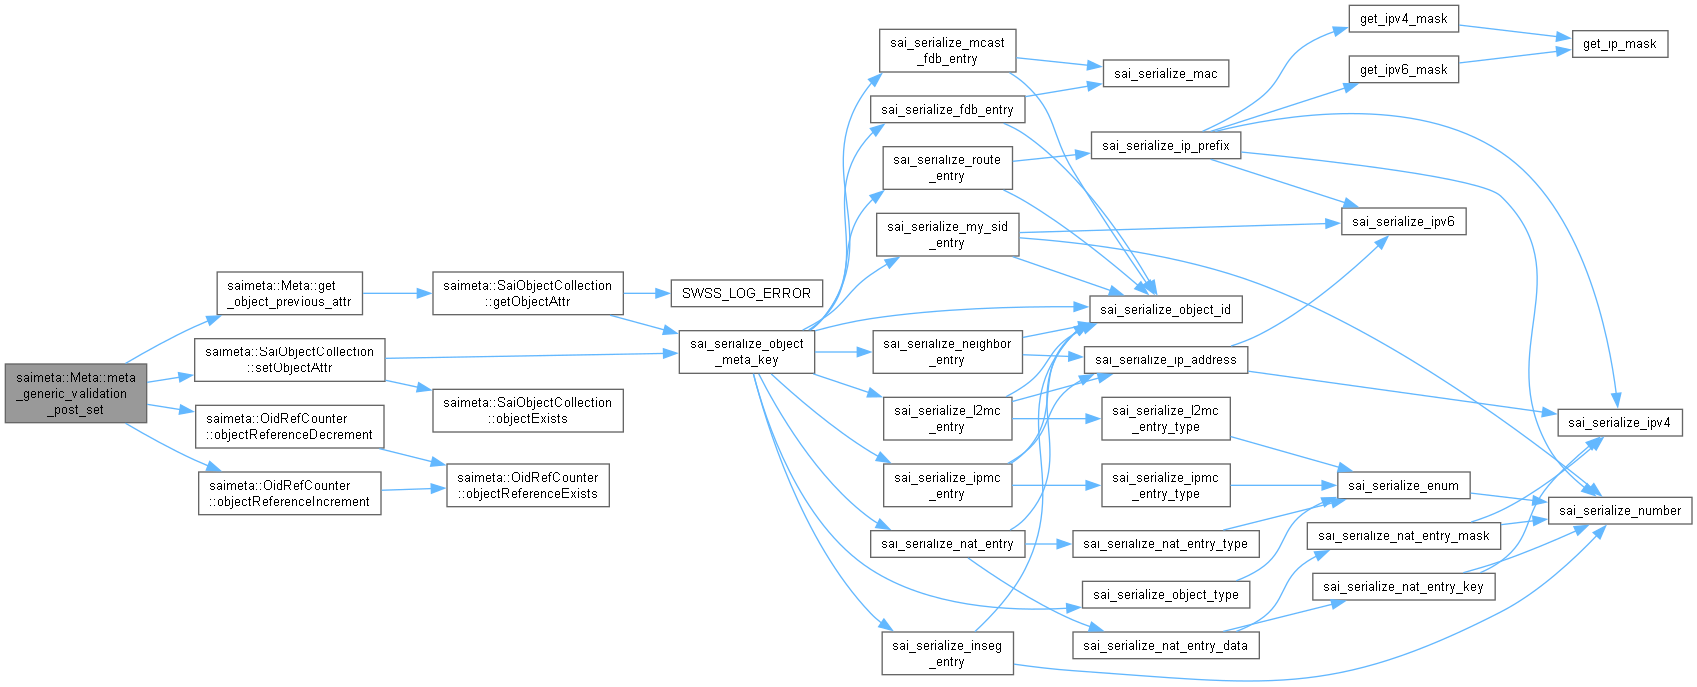 saimeta::Meta::meta
_generic_validation
_post_set
saimeta::Meta::get
_object_previous_attr
saimeta::SaiObjectCollection
::setObjectAttr
saimeta::OidRefCounter
::objectReferenceDecrement
saimeta::OidRefCounter
::objectReferenceIncrement
saimeta::SaiObjectCollection
::getObjectAttr
saimeta::SaiObjectCollection
::objectExists
saimeta::OidRefCounter
::objectReferenceExists
SWSS_LOG_ERROR
sai_serialize_object
_meta_key
sai_serialize_mcast
_fdb_entry
sai_serialize_fdb_entry
sai_serialize_route
_entry
sai_serialize_my_sid
_entry
sai_serialize_neighbor
_entry
sai_serialize_l2mc
_entry
sai_serialize_ipmc
_entry
sai_serialize_nat_entry
sai_serialize_inseg
_entry
sai_serialize_mac
sai_serialize_ip_prefix
sai_serialize_object_id
sai_serialize_ip_address
sai_serialize_l2mc
_entry_type
sai_serialize_ipmc
_entry_type
sai_serialize_nat_entry_type
sai_serialize_object_type
sai_serialize_nat_entry_data
get_ipv4_mask
get_ipv6_mask
sai_serialize_ipv6
sai_serialize_enum
sai_serialize_nat_entry_mask
sai_serialize_nat_entry_key
get_ip_mask
sai_serialize_ipv4
sai_serialize_number